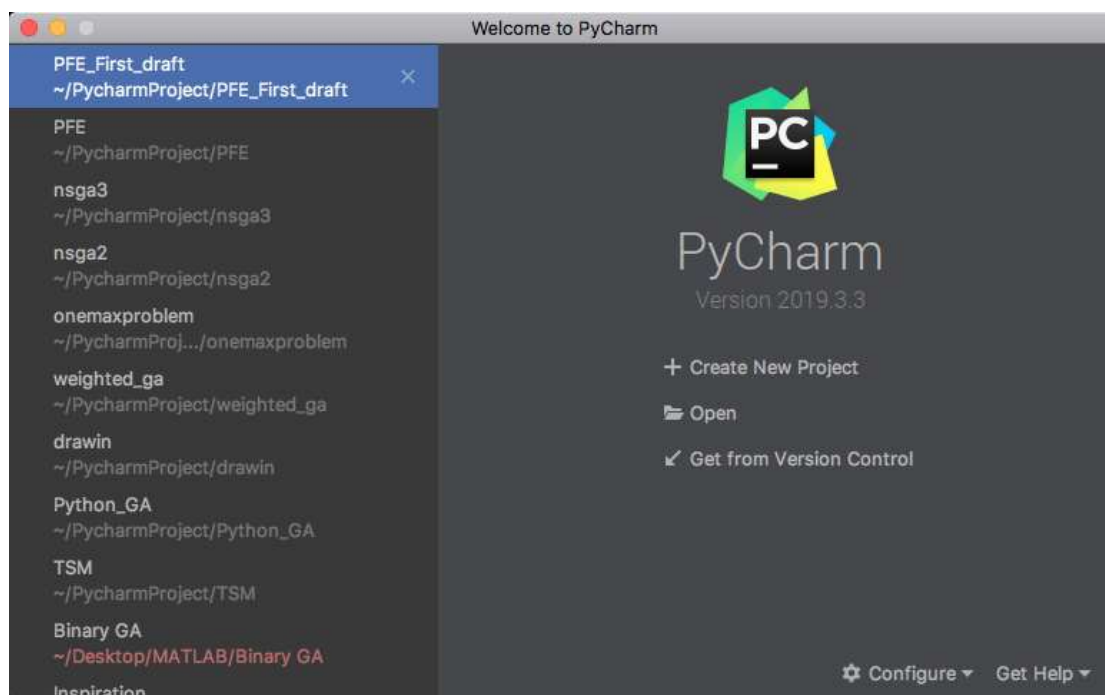 Welcome to PyCharm
PFE_First_draft
~/PycharmProject/PFE_First_draft
PFE
~/PycharmProject/PFE
nsga3
~/PycharmProject/nsga3
nsga2
~/PycharmProject/nsga2
onemaxproblem
~/PycharmProj.../onemaxproblem
weighted_ga
~/PycharmProject/weighted_ga
drawin
~/PycharmProject/drawin
Python_GA
~/PycharmProject/Python_GA
TSM
~/PycharmProject/TSM
Binary GA
~/Desktop/MATLAB/Binary GA
Inspiration
PC
PyCharm
Version 2019.3.3
Create New Project
Open
Get from Version Control
Configure
Get Help